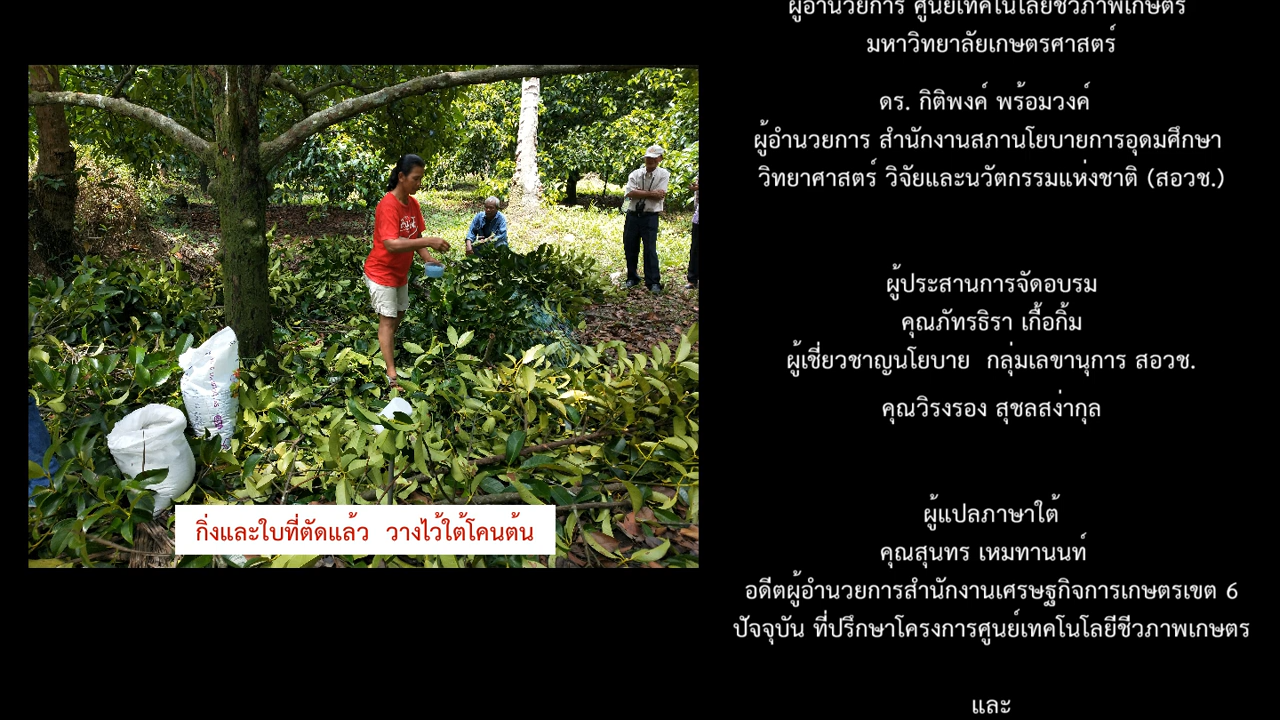 ผู้อำนวยการ ศูนย์เทคโนโลยีชีวภาพเกษตร
มหาวิทยาลัยเกษตรศาสตร์
ดร. กิติพงค์ พร้อมวงค์
ผู้อำนวยการ สำนักงานสภานโยบายการอุดมศึกษา
วิทยาศาสตร์ วิจัยและนวัตกรรมแห่งชาติ (สอวช.)
ผู้ประสานการจัดอบรม
คุณภัทรธิรา เกื้อกิ้ม
ผู้เชี่ยวชาญนโยบาย กลุ่มเลขานุการ สอวช.
คุณวิรงรอง สุชลสง่ากุล
ผู้แปลภาษาใต้
คุณสุนทร เหมทานนท์
อดีตผู้อำนวยการสำนักงานเศรษฐกิจการเกษตรเขต 6
ปัจจุบัน ที่ปรึกษาโครงการศูนย์เทคโนโลยีชีวภาพเกษตร
และ
กิ่งและใบที่ตัดแล้ว วางไว้ใต้โคนต้น